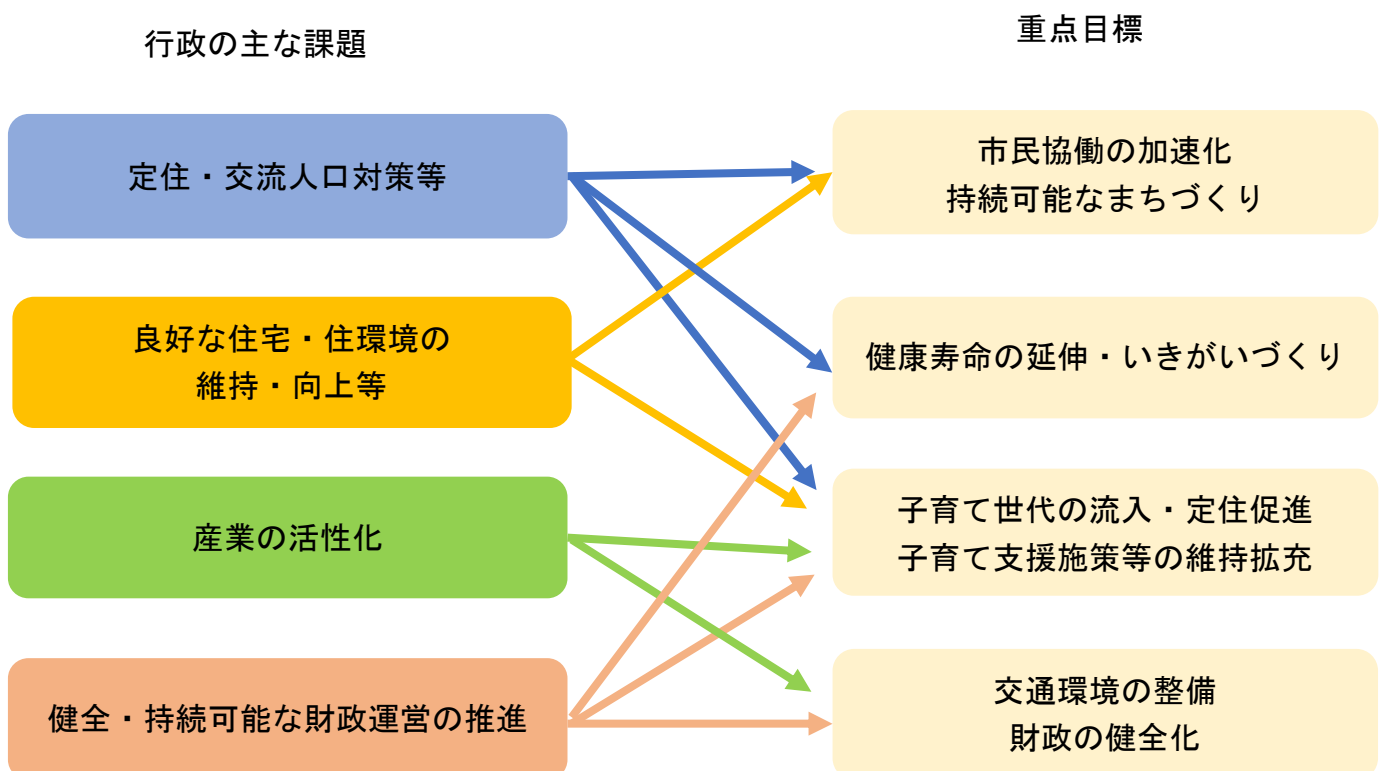 行政の主な課題
重点目標
定住・交流人口対策等
良好な住宅・住環境の
維持・向上等
産業の活性化
健全・持続可能な財政運営の推進
市民協働の加速化
持続可能なまちづくり
健康寿命の延伸・いきがいづくり
子育て世代の流入・定住促進
子育て支援施策等の維持拡充
交通環境の整備
財政の健全化